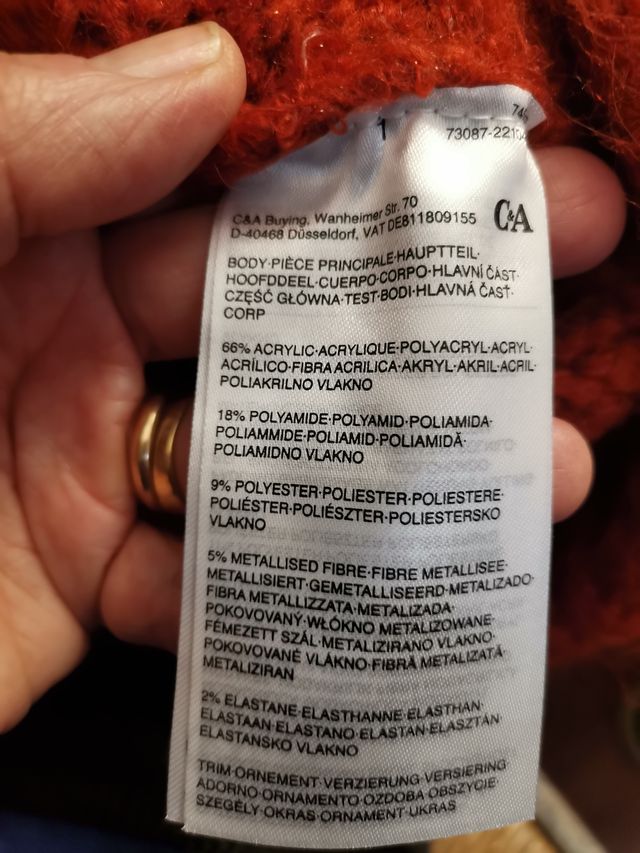 1
73087-2210
C&A Buying, Wanheimer Str. 70
D-40468 Düsseldorf, VAT DE811809155
C&A
BODY·PIÈCE PRINCIPALE·HAUPTTEIL·
HOOFDDEEL·CUERPO·CORPO·HLAVNÍ ČÁST·
CZĘŚĆ GŁÓWNA·TEST·BODI·HLAVNÁ ČASŤ·
CORP
66% ACRYLIC·ACRYLIQUE·POLYACRYL·ACRYL·
ACRÍLICO·FIBRA ACRILICA·AKRYL·AKRIL·ACRIL·
POLIAKRILNO VLAKNO
18% POLYAMIDE·POLYAMID·POLIAMIDA·
POLIAMMIDE·POLIAMID·POLIAMIDĂ·
POLIAMIDNO VLAKNO
9% POLYESTER·POLIESTER·POLIESTERE·
POLIÉSTER·POLIÉSZTER·POLIESTERSKO
VLAKNO
5% METALLISED FIBRE·FIBRE METALLISEE·
METALLISIERT·GEMETALLISEERD·METALIZADO·
FIBRA METALLIZZATA·METALIZADA·
POKOVOVANÝ·WŁÓKNO METALIZOWANE·
FÉMEZETT SZÁL·METALIZIRANO VLAKNO·
POKOVOVANÉ VLÁKNO·FIBRĂ METALIZATĂ·
METALIZIRAN
2% ELASTANE·ELASTHANNE·ELASTHAN·
ELASTAAN·ELASTANO·ELASTAN·ELASZTÁN·
ELASTANSKO VLAKNO
TRIM·ORNEMENT·VERZIERUNG·VERSIERING
ADORNO·ORNAMENTO·OZDOBA·OBSZYCIE·
SZEGÉLY·OKRAS·ORNAMENT·UKRAS